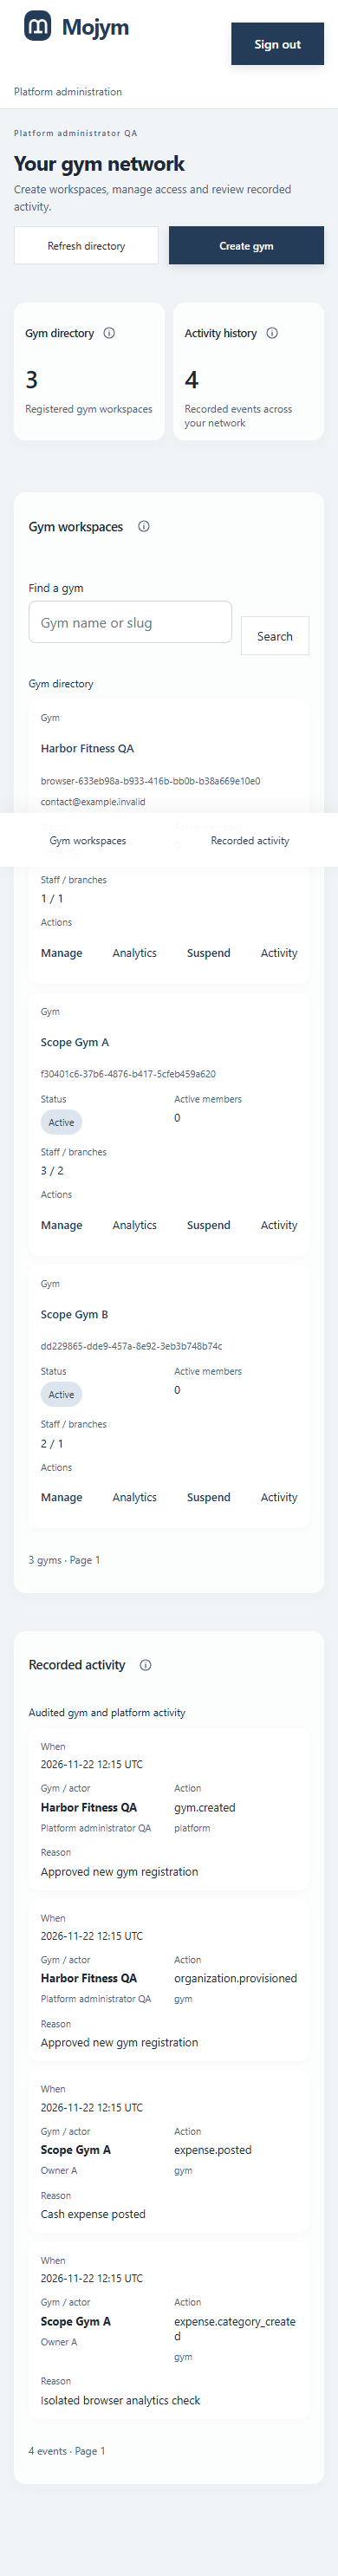 Mojym
Sign out
Platform administration
Platform administrator QA
Your gym network
Create workspaces, manage access and review recorded
activity.
Refresh directory
Create gym
Gym directory
3
Registered gym workspaces
Activity history
4
Recorded events across
your network
Gym workspaces
Find a gym
Gym name or slug
Search
Gym directory
Gym
Harbor Fitness QA
browser-633eb98a-b933-416b-bb0b-b38a669e10e0
contact@example.invalid
Gym workspaces
Recorded activity
Staff / branches
1 / 1
Actions
Manage
Analytics
Suspend
Activity
Gym
Scope Gym A
f30401c6-37b6-4876-b417-5cfeb459a620
Status
Active members
Active
0
Staff / branches
3 / 2
Actions
Manage
Analytics
Suspend
Activity
Gym
Scope Gym B
dd229865-dde9-457a-8e92-3eb3b748b74c
Status
Active members
Active
0
Staff / branches
2 / 1
Actions
Manage
Analytics
Suspend
Activity
3 gyms · Page 1
Recorded activity
Audited gym and platform activity
When
2026-11-22 12:15 UTC
Gym / actor
Action
Harbor Fitness QA
gym.created
Platform administrator QA
platform
Reason
Approved new gym registration
When
2026-11-22 12:15 UTC
Gym / actor
Action
Harbor Fitness QA
organization.provisioned
Platform administrator QA
gym
Reason
Approved new gym registration
When
2026-11-22 12:15 UTC
Gym / actor
Action
Scope Gym A
expense.posted
Owner A
gym
Reason
Cash expense posted
When
2026-11-22 12:15 UTC
Gym / actor
Action
Scope Gym A
expense.category_create
d
Owner A
gym
Reason
Isolated browser analytics check
4 events · Page 1